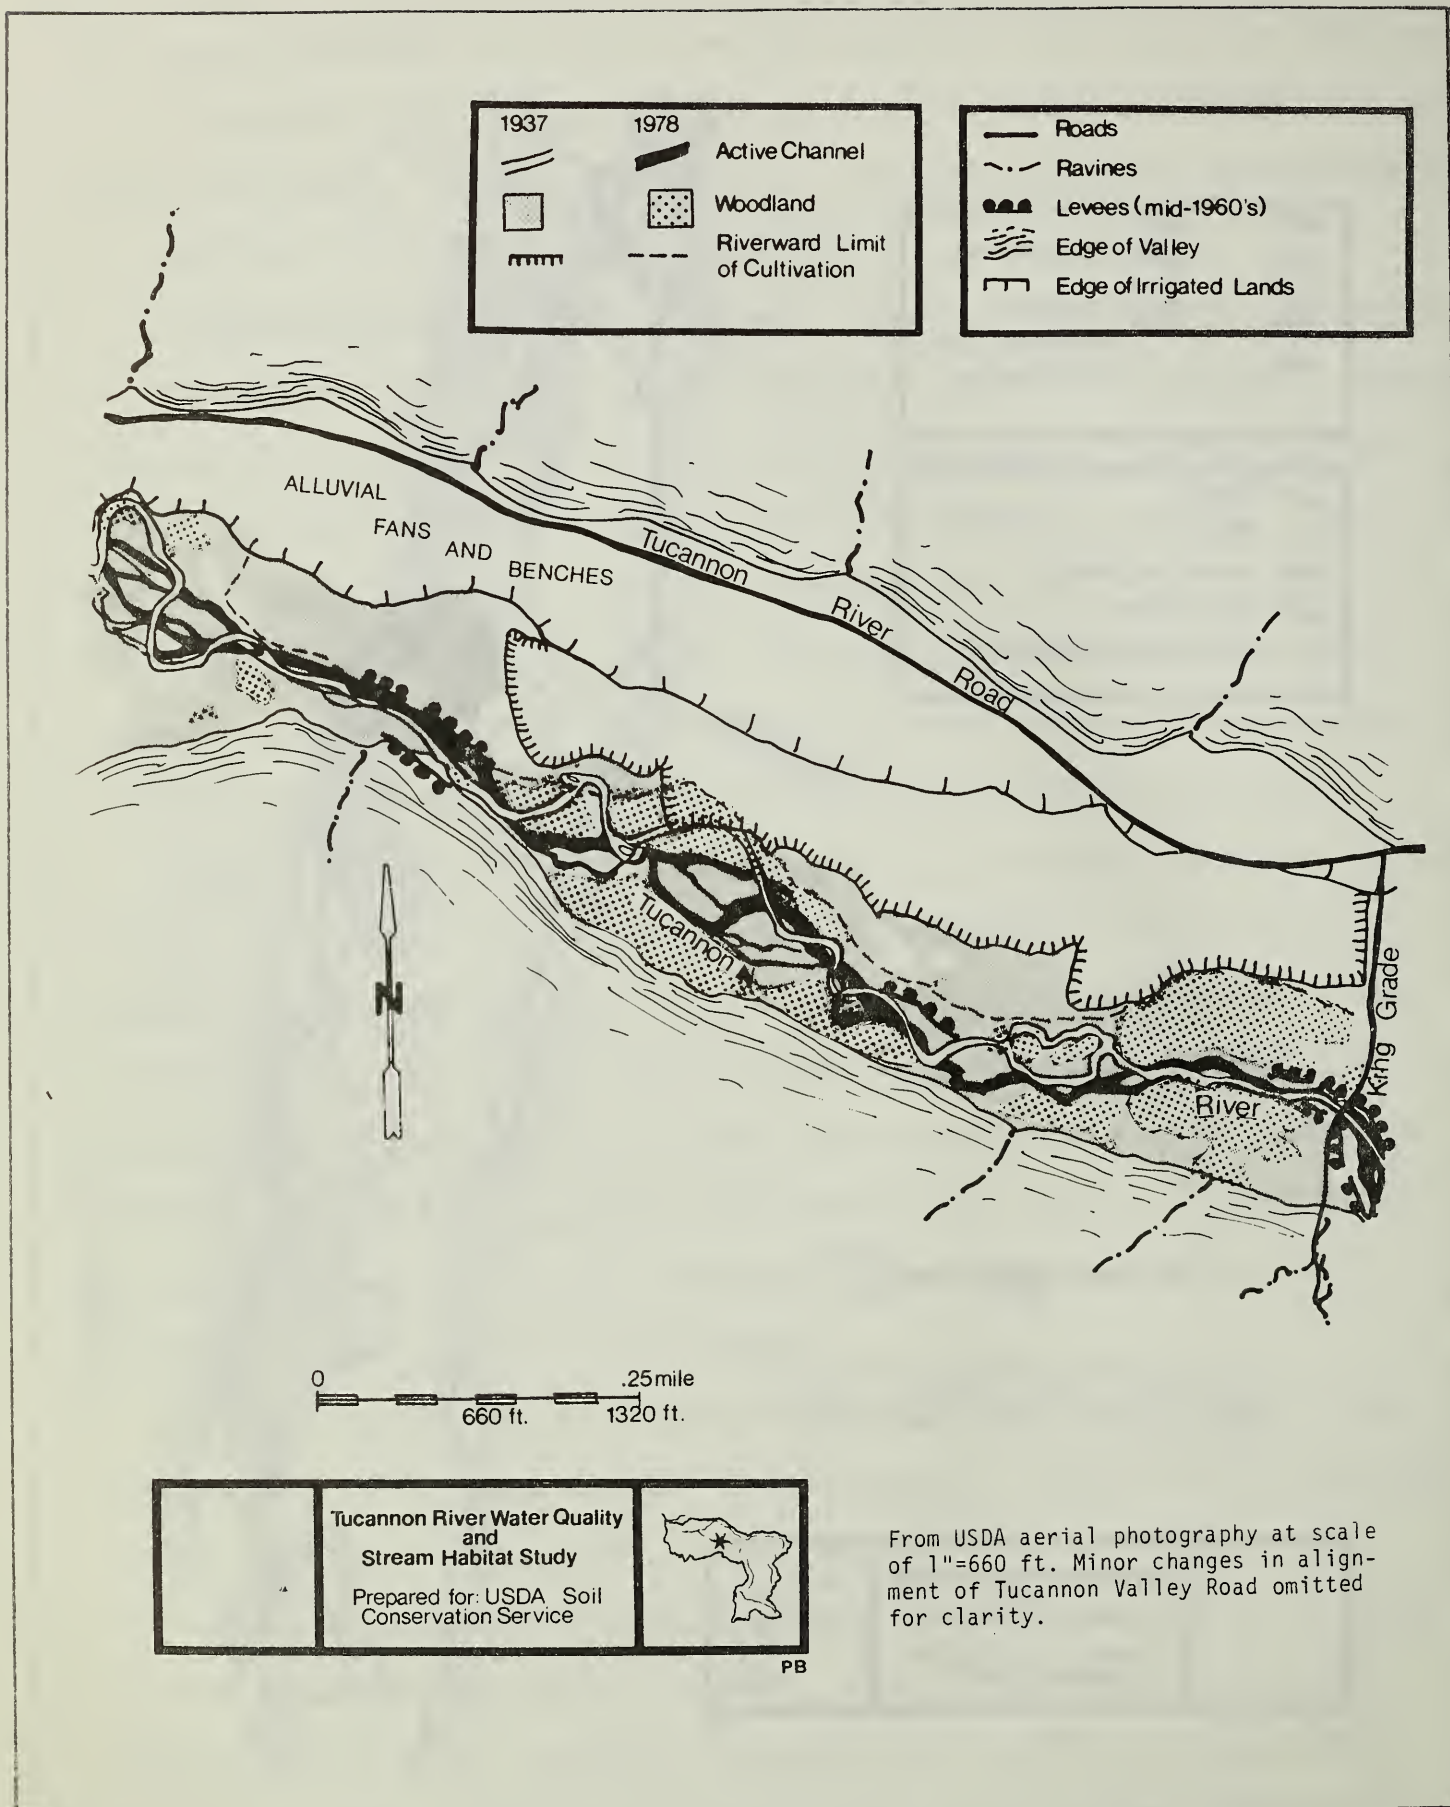 1937 1978
Active Channel
Woodland
Riverward Limit
of Cultivation
Roads
Ravines
Levees (mid-1960's)
Edge of Valley
Edge of Irrigated Lands
ALLUVIAL
FANS AND
BENCHES
Tucannon
River
Road
Tucannon
River
King Grade
N
0 .25 mile
660 ft. 1320 ft.
Tucannon River Water Quality
and
Stream Habitat Study
Prepared for: USDA Soil
Conservation Service
PB
From USDA aerial photography at scale
of 1"=660 ft. Minor changes in align-
ment of Tucannon Valley Road omitted
for clarity.